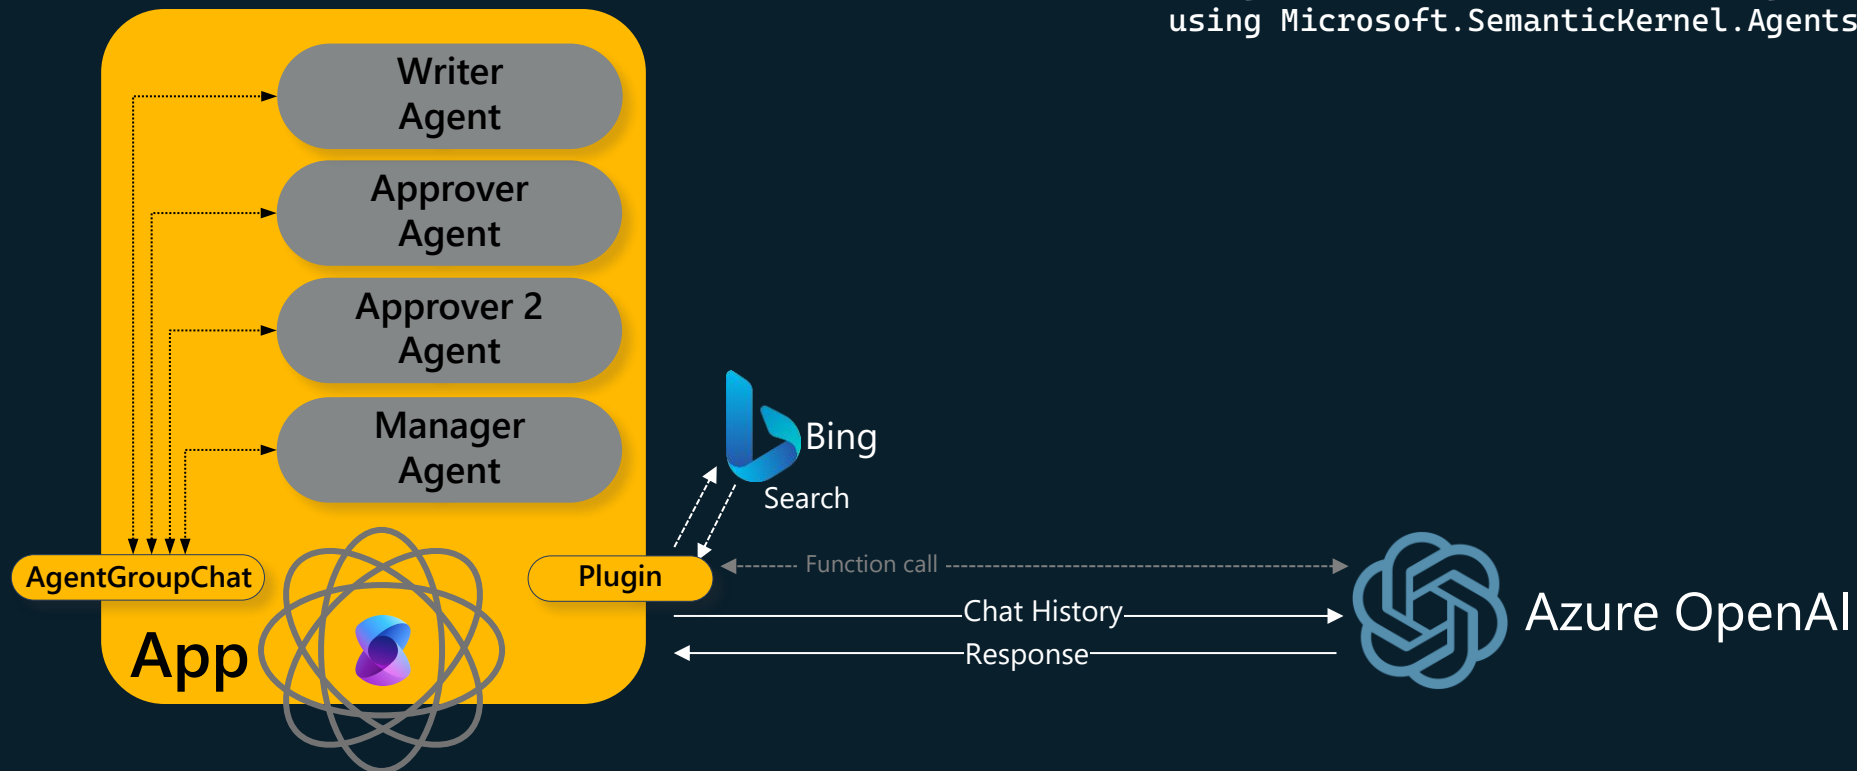 using Microsoft.SemanticKernel.Agents
Writer
Agent
Approver
Agent
Approver 2
Agent
Manager
Agent
Bing
Search
AgentGroupChat
Plugin
Function call
Chat History
Response
App
Azure OpenAI